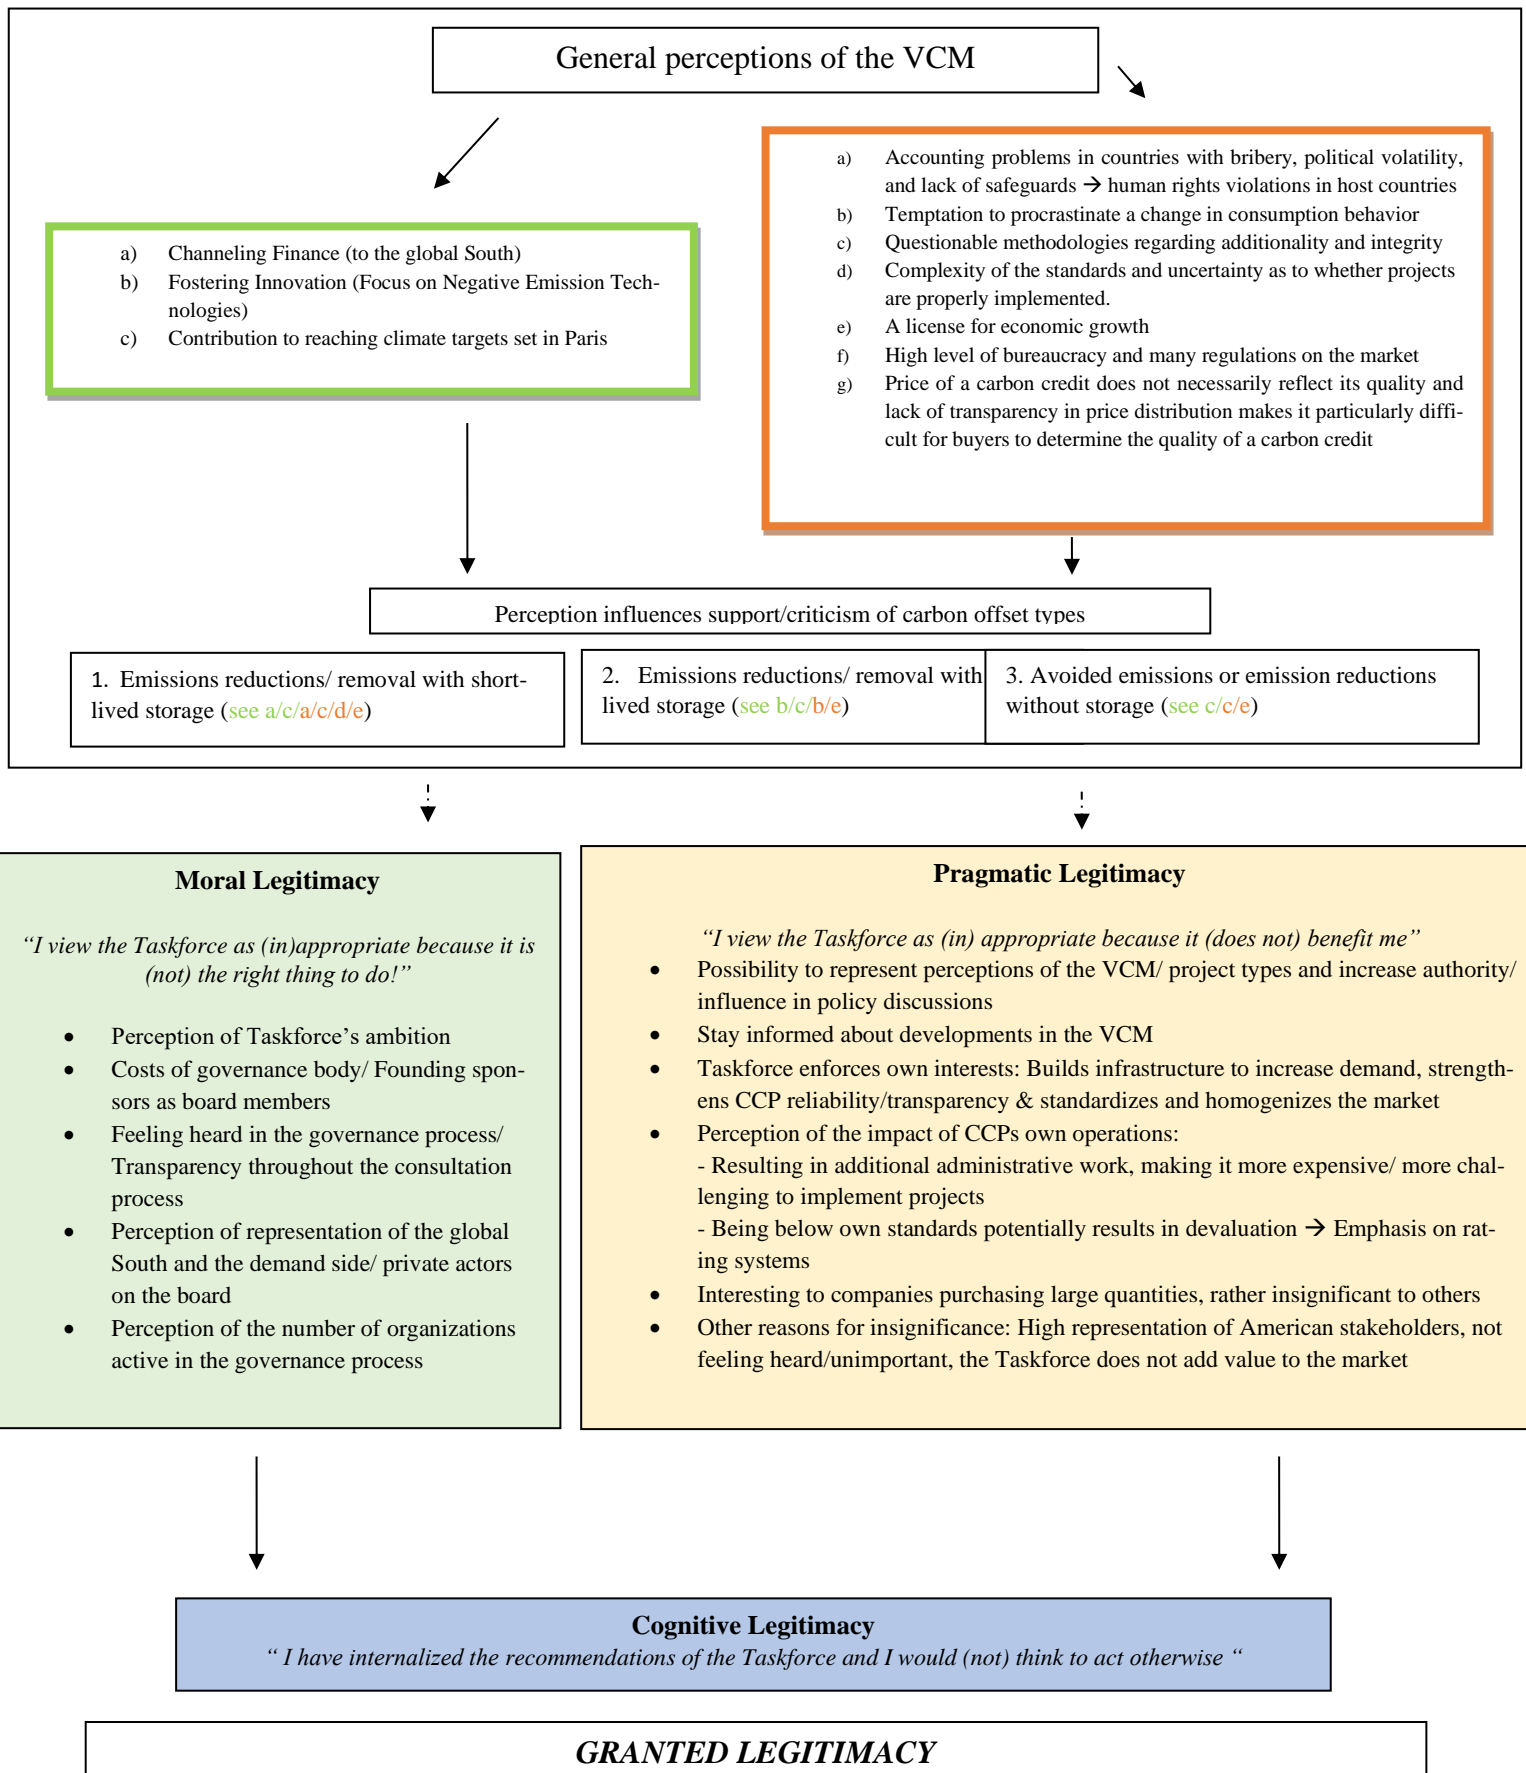 General perceptions of the VCM
a) Channeling Finance (to the global South)
b) Fostering Innovation (Focus on Negative Emission Tech-
nologies)
c) Contribution to reaching climate targets set in Paris
a) Accounting problems in countries with bribery, political volatility,
and lack of safeguards → human rights violations in host countries
b) Temptation to procrastinate a change in consumption behavior
c) Questionable methodologies regarding additionality and integrity
d) Complexity of the standards and uncertainty as to whether projects
are properly implemented.
e) A license for economic growth
f) High level of bureaucracy and many regulations on the market
g) Price of a carbon credit does not necessarily reflect its quality and
lack of transparency in price distribution makes it particularly diffi-
cult for buyers to determine the quality of a carbon credit
Perception influences support/criticism of carbon offset types
1. Emissions reductions/ removal with short-
lived storage (see a/c/a/c/d/e)
2. Emissions reductions/ removal with
lived storage (see b/c/b/e)
3. Avoided emissions or emission reductions
without storage (see c/c/e)
Moral Legitimacy
“I view the Taskforce as (in)appropriate because it is
(not) the right thing to do!”
• Perception of Taskforce’s ambition
• Costs of governance body/ Founding spon-
sors as board members
• Feeling heard in the governance process/
Transparency throughout the consultation
process
• Perception of representation of the global
South and the demand side/ private actors
on the board
• Perception of the number of organizations
active in the governance process
Pragmatic Legitimacy
“I view the Taskforce as (in) appropriate because it (does not) benefit me”
• Possibility to represent perceptions of the VCM/ project types and increase authority/
influence in policy discussions
• Stay informed about developments in the VCM
• Taskforce enforces own interests: Builds infrastructure to increase demand, strength-
ens CCP reliability/transparency & standardizes and homogenizes the market
• Perception of the impact of CCPs own operations:
- Resulting in additional administrative work, making it more expensive/ more chal-
lenging to implement projects
- Being below own standards potentially results in devaluation → Emphasis on rat-
ing systems
• Interesting to companies purchasing large quantities, rather insignificant to others
• Other reasons for insignificance: High representation of American stakeholders, not
feeling heard/unimportant, the Taskforce does not add value to the market
Cognitive Legitimacy
“ I have internalized the recommendations of the Taskforce and I would (not) think to act otherwise “
GRANTED LEGITIMACY